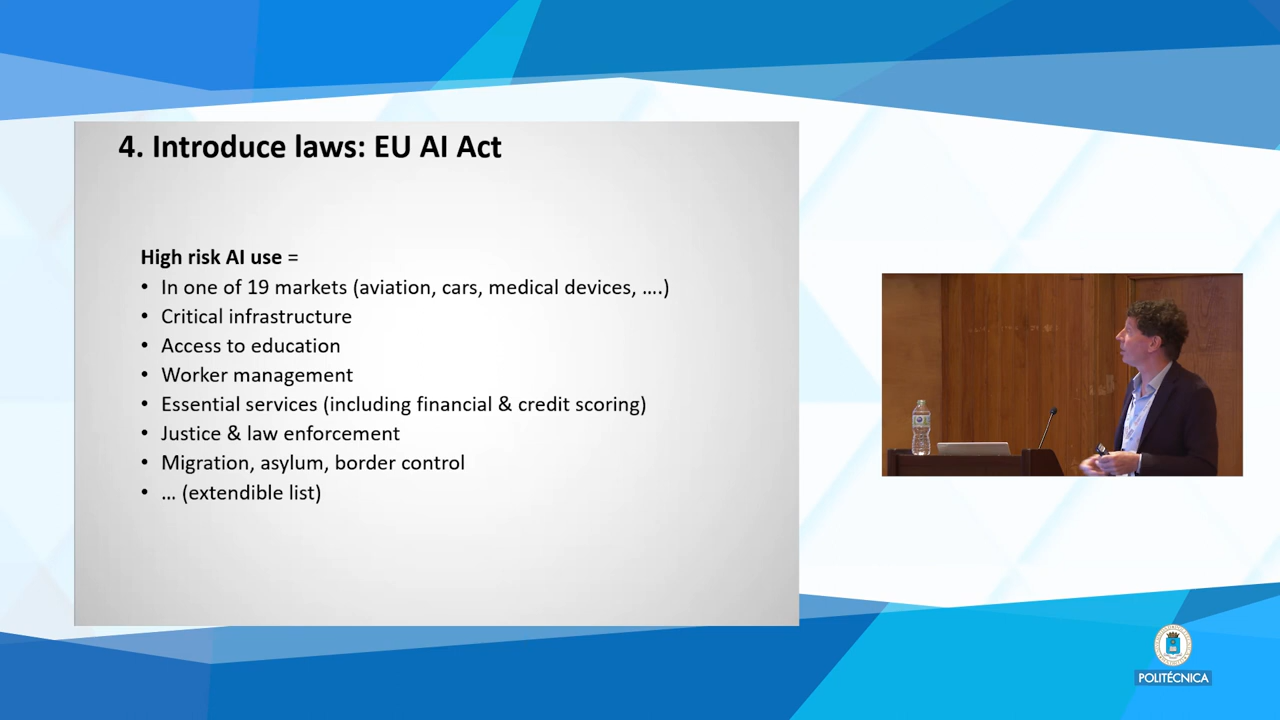 4. Introduce laws: EU AI Act
High risk AI use =
• In one of 19 markets (aviation, cars, medical devices, ....)
• Critical infrastructure
• Access to education
• Worker management
• Essential services (including financial & credit scoring)
• Justice & law enforcement
• Migration, asylum, border control
• ... (extendible list)
POLITÉCNICA